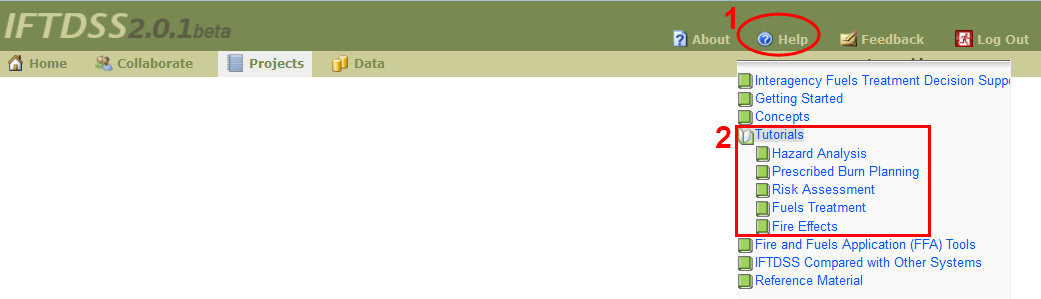 IFTDSS2.0.1beta
1
About Help Feedback Log Out
Home Collaborate Projects Data
Interagency Fuels Treatment Decision Supp
Getting Started
Concepts
2
Tutorials
Hazard Analysis
Prescribed Burn Planning
Risk Assessment
Fuels Treatment
Fire Effects
Fire and Fuels Application (FFA) Tools
IFTDSS Compared with Other Systems
Reference Material